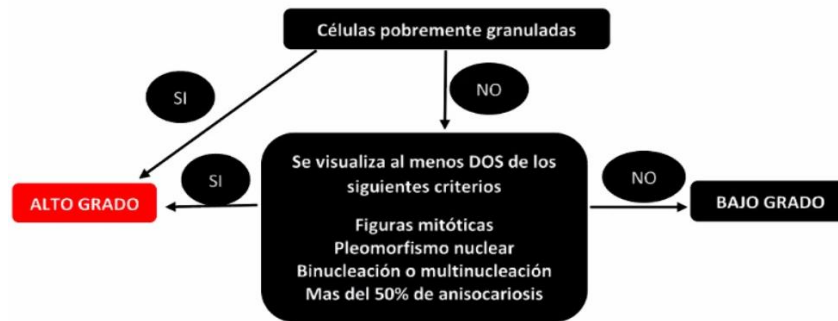 Células pobremente granuladas
SI
NO
Se visualiza al menos DOS de los
siguientes criterios
SI
NO
ALTO GRADO
BAJO GRADO
Figuras mitóticas
Pleomorfismo nuclear
Binucleación o multinucleación
Mas del 50% de anisocariosis